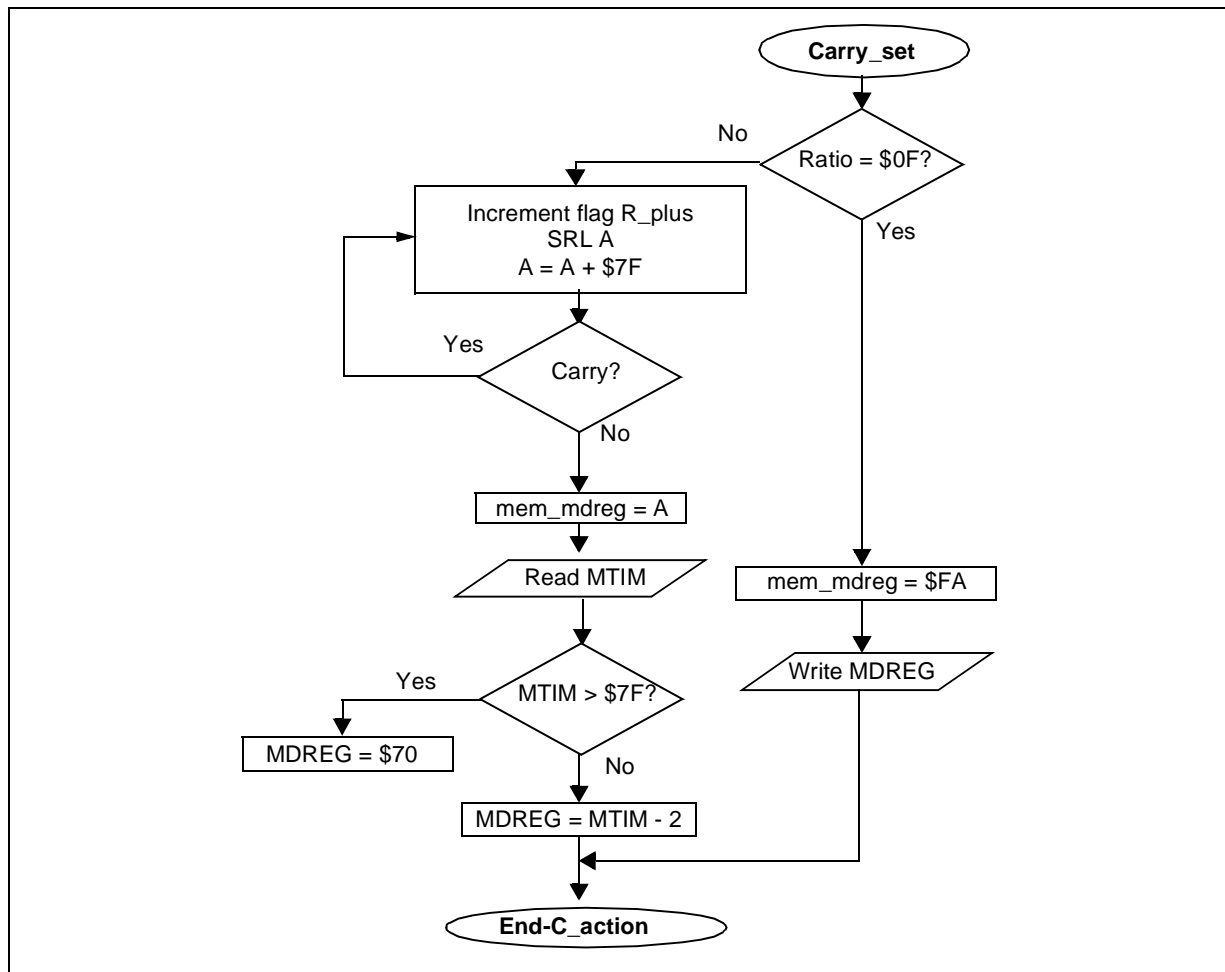 Carry_set
Ratio = $0F?
No
Yes
Increment flag R_plus
SRL A
A = A + $7F
Yes
Carry?
No
mem_mdreg = A
Read MTIM
mem_mdreg = $FA
Write MDREG
Yes
MTIM > $7F?
MDREG = $70
No
MDREG = MTIM - 2
End-C_action